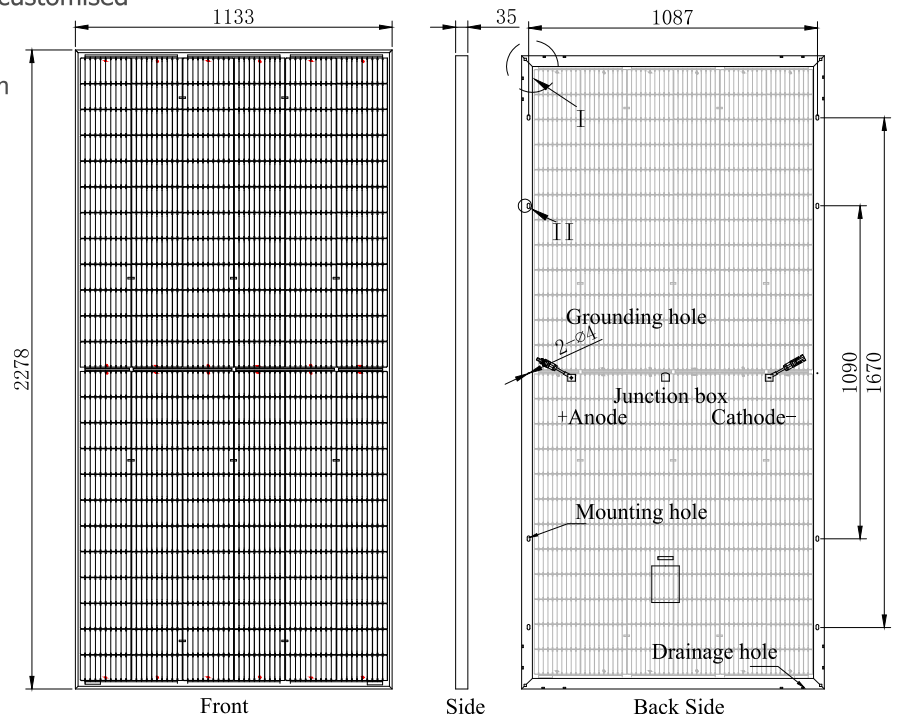 customised
1133
35
1087
I
II
Grounding hole
2-⌀4
2278
1090
1670
Junction box
+Anode
Cathode−
Mounting hole
Drainage hole
Front
Side
Back Side